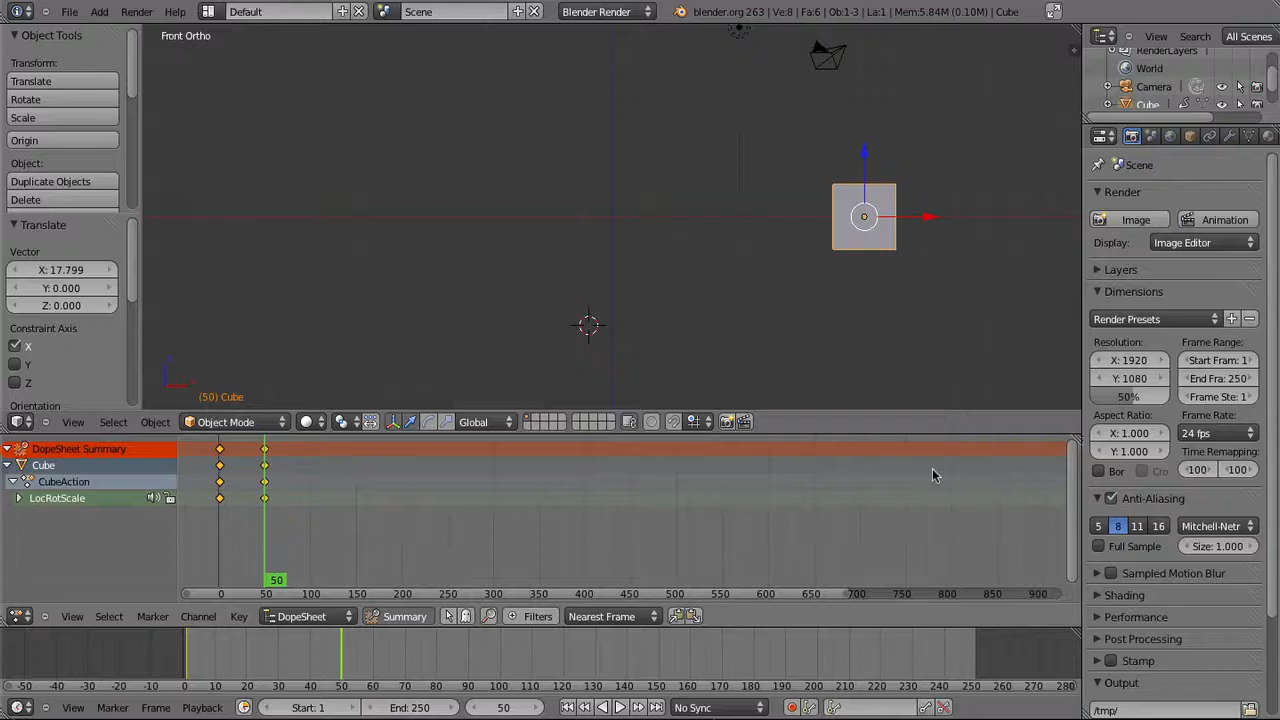 File Add Render Help Default Scene Blender Render blender.org 263 | Ve:8 | Fa:6 | Ob:1-3 | La:1 | Mem:5.84M (0.10M) | Cube
Object Tools
Transform:
Translate
Rotate
Scale
Origin
Object:
Duplicate Objects
Delete
Translate
Vector
X: 17.799
Y: 0.000
Z: 0.000
Constraint Axis
X
Y
Z
Orientation
Front Ortho
(50) Cube
View Select Object Object Mode Global
DopeSheet Summary
Cube
CubeAction
LocRotScale
50
0 50 100 150 200 250 300 350 400 450 500 550 600 650 700 750 800 850 900
View Select Marker Channel Key DopeSheet Summary Filters Nearest Frame
-50 -40 -30 -20 -10 0 10 20 30 40 50 60 70 80 90 100 110 120 130 140 150 160 170 180 190 200 210 220 230 240 250 260 270 280
View Marker Frame Playback Start: 1 End: 250 50 No Sync
View Search All Scenes
RenderLayers
World
Camera
Cube
Scene
Render
Image Animation
Display: Image Editor
Layers
Dimensions
Render Presets
Resolution: Frame Range:
X: 1920 Start Fram: 1
Y: 1080 End Fra: 250
50% Frame Ste: 1
Aspect Ratio: Frame Rate:
X: 1.000 24 fps
Y: 1.000 Time Remapping:
Bor Cro 100 100
Anti-Aliasing
5 8 11 16 Mitchell-Netr
Full Sample Size: 1.000
Sampled Motion Blur
Shading
Performance
Post Processing
Stamp
Output
/tmp/